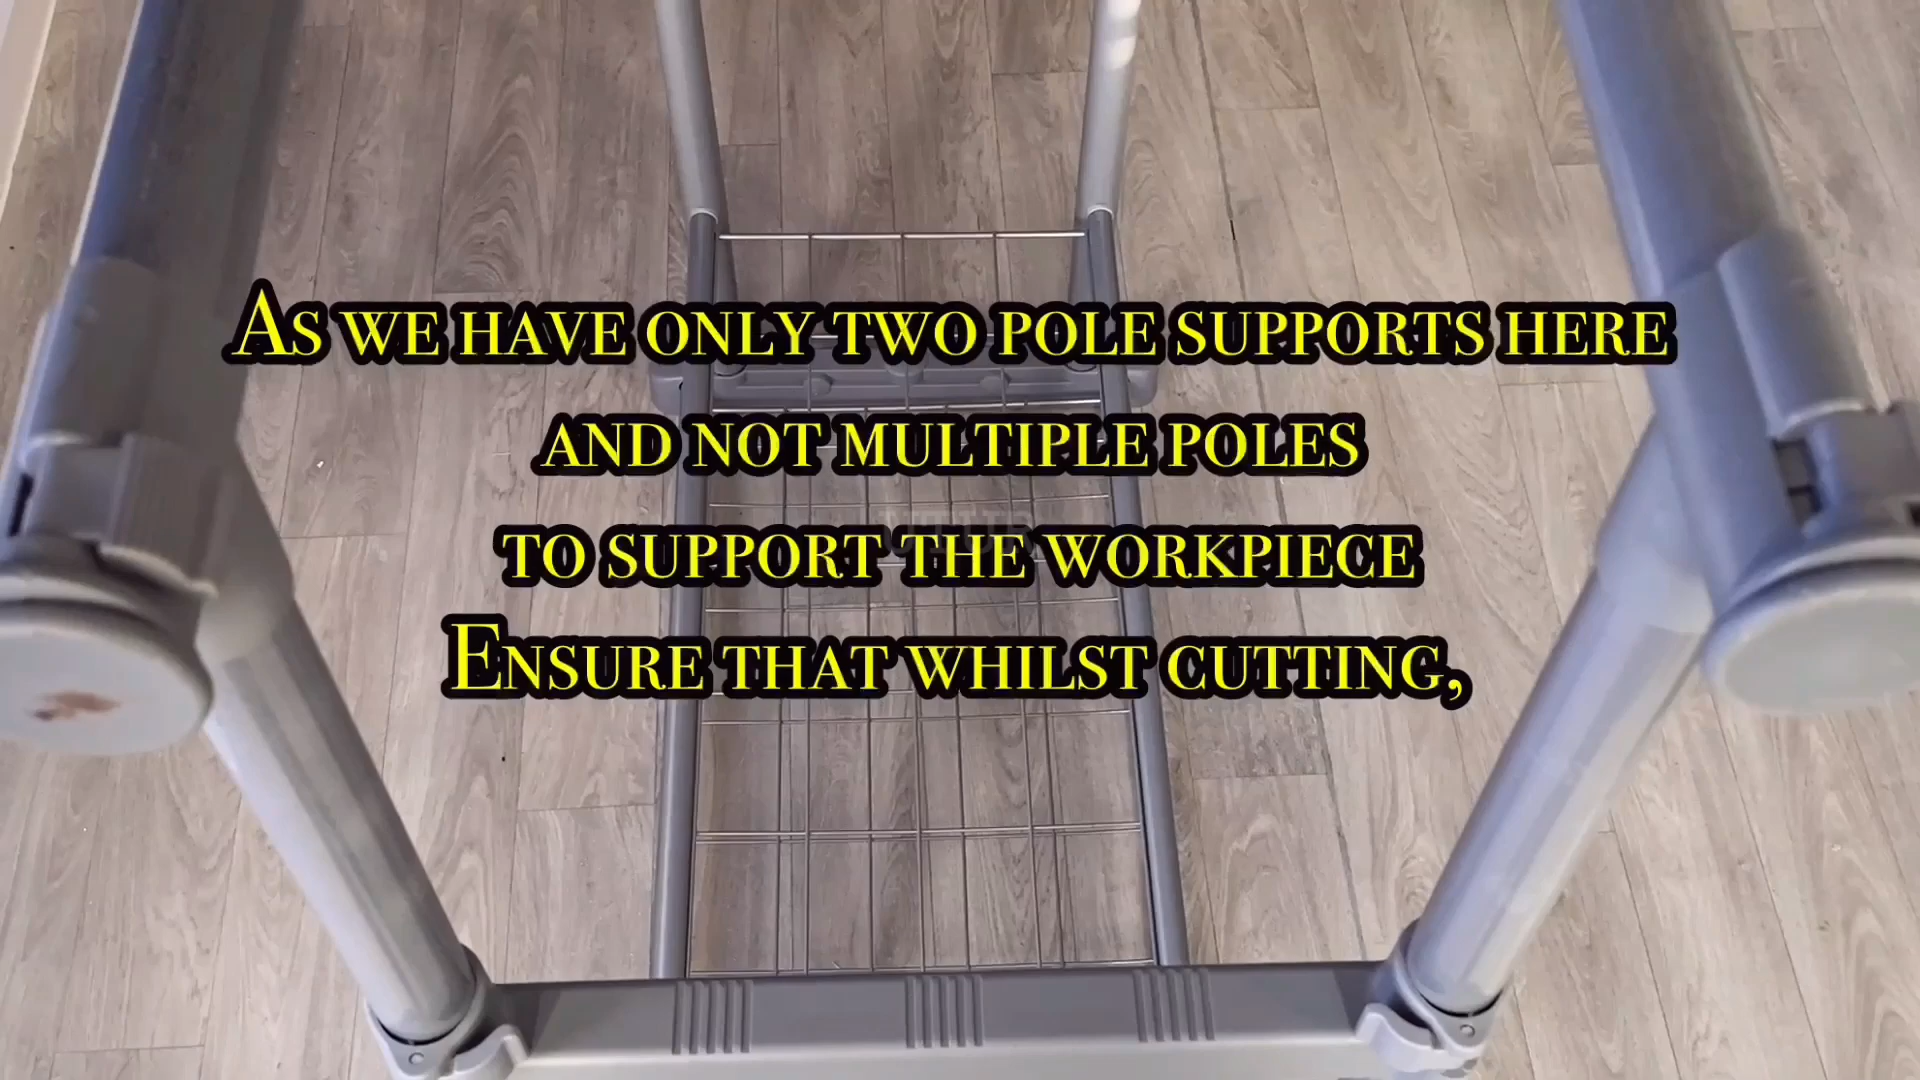 As we have only two pole supports here
and not multiple poles
to support the workpiece
Ensure that whilst cutting,